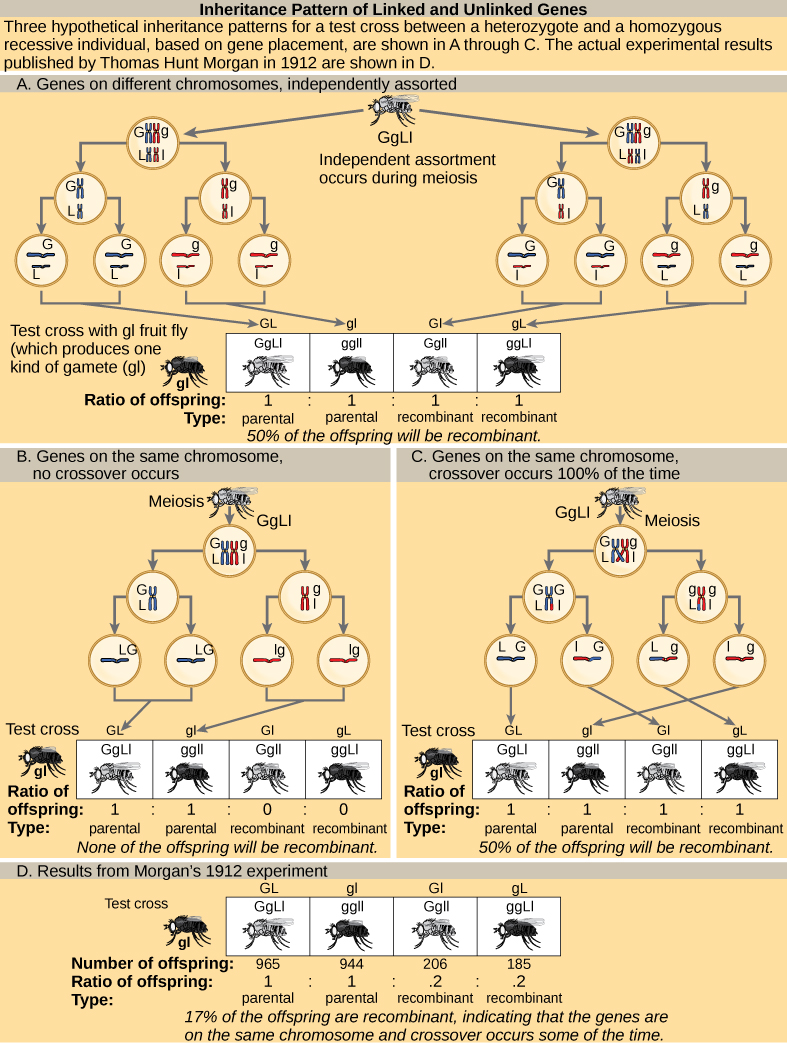 Inheritance Pattern of Linked and Unlinked Genes
Three hypothetical inheritance patterns for a test cross between a heterozygote and a homozygous
recessive individual, based on gene placement, are shown in A through C. The actual experimental results
published by Thomas Hunt Morgan in 1912 are shown in D.
A. Genes on different chromosomes, independently assorted
GgLl
Independent assortment
occurs during meiosis
G g
L l
G g
L l
G
L
g
l
G
l
g
L
G G g g
L L l l
G G g g
l l L L
Test cross with gl fruit fly
(which produces one
kind of gamete (gl)
gl
GL gl Gl gL
GgLl ggll Ggll ggLl
Ratio of offspring: 1 : 1 : 1 : 1
Type: parental parental recombinant recombinant
50% of the offspring will be recombinant.
B. Genes on the same chromosome,
no crossover occurs
Meiosis
GgLl
G g
L l
G
L
g
l
LG LG lg lg
Test cross
gl
GL gl Gl gL
GgLl ggll Ggll ggLl
Ratio of
offspring: 1 : 1 : 0 : 0
Type: parental parental recombinant recombinant
None of the offspring will be recombinant.
C. Genes on the same chromosome,
crossover occurs 100% of the time
GgLl
Meiosis
G g
L l
G G
L l
g g
L l
L G l G L g l g
Test cross
gl
GL gl Gl gL
GgLl ggll Ggll ggLl
Ratio of
offspring: 1 : 1 : 1 : 1
Type: parental parental recombinant recombinant
50% of the offspring will be recombinant.
D. Results from Morgan's 1912 experiment
Test cross
gl
GL gl Gl gL
GgLl ggll Ggll ggLl
Number of offspring: 965 944 206 185
Ratio of offspring: 1 : 1 : .2 : .2
Type: parental parental recombinant recombinant
17% of the offspring are recombinant, indicating that the genes are
on the same chromosome and crossover occurs some of the time.